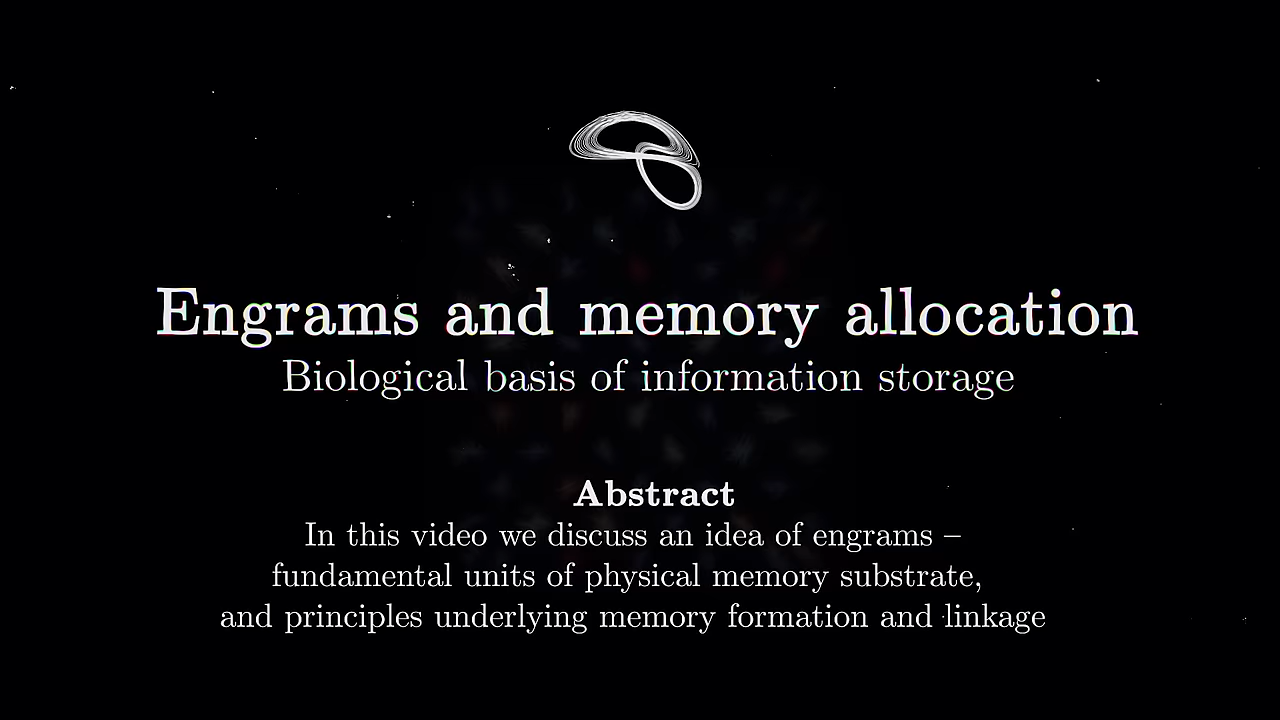 Engrams and memory allocation
Biological basis of information storage
Abstract
In this video we discuss an idea of engrams –
fundamental units of physical memory substrate,
and principles underlying memory formation and linkage